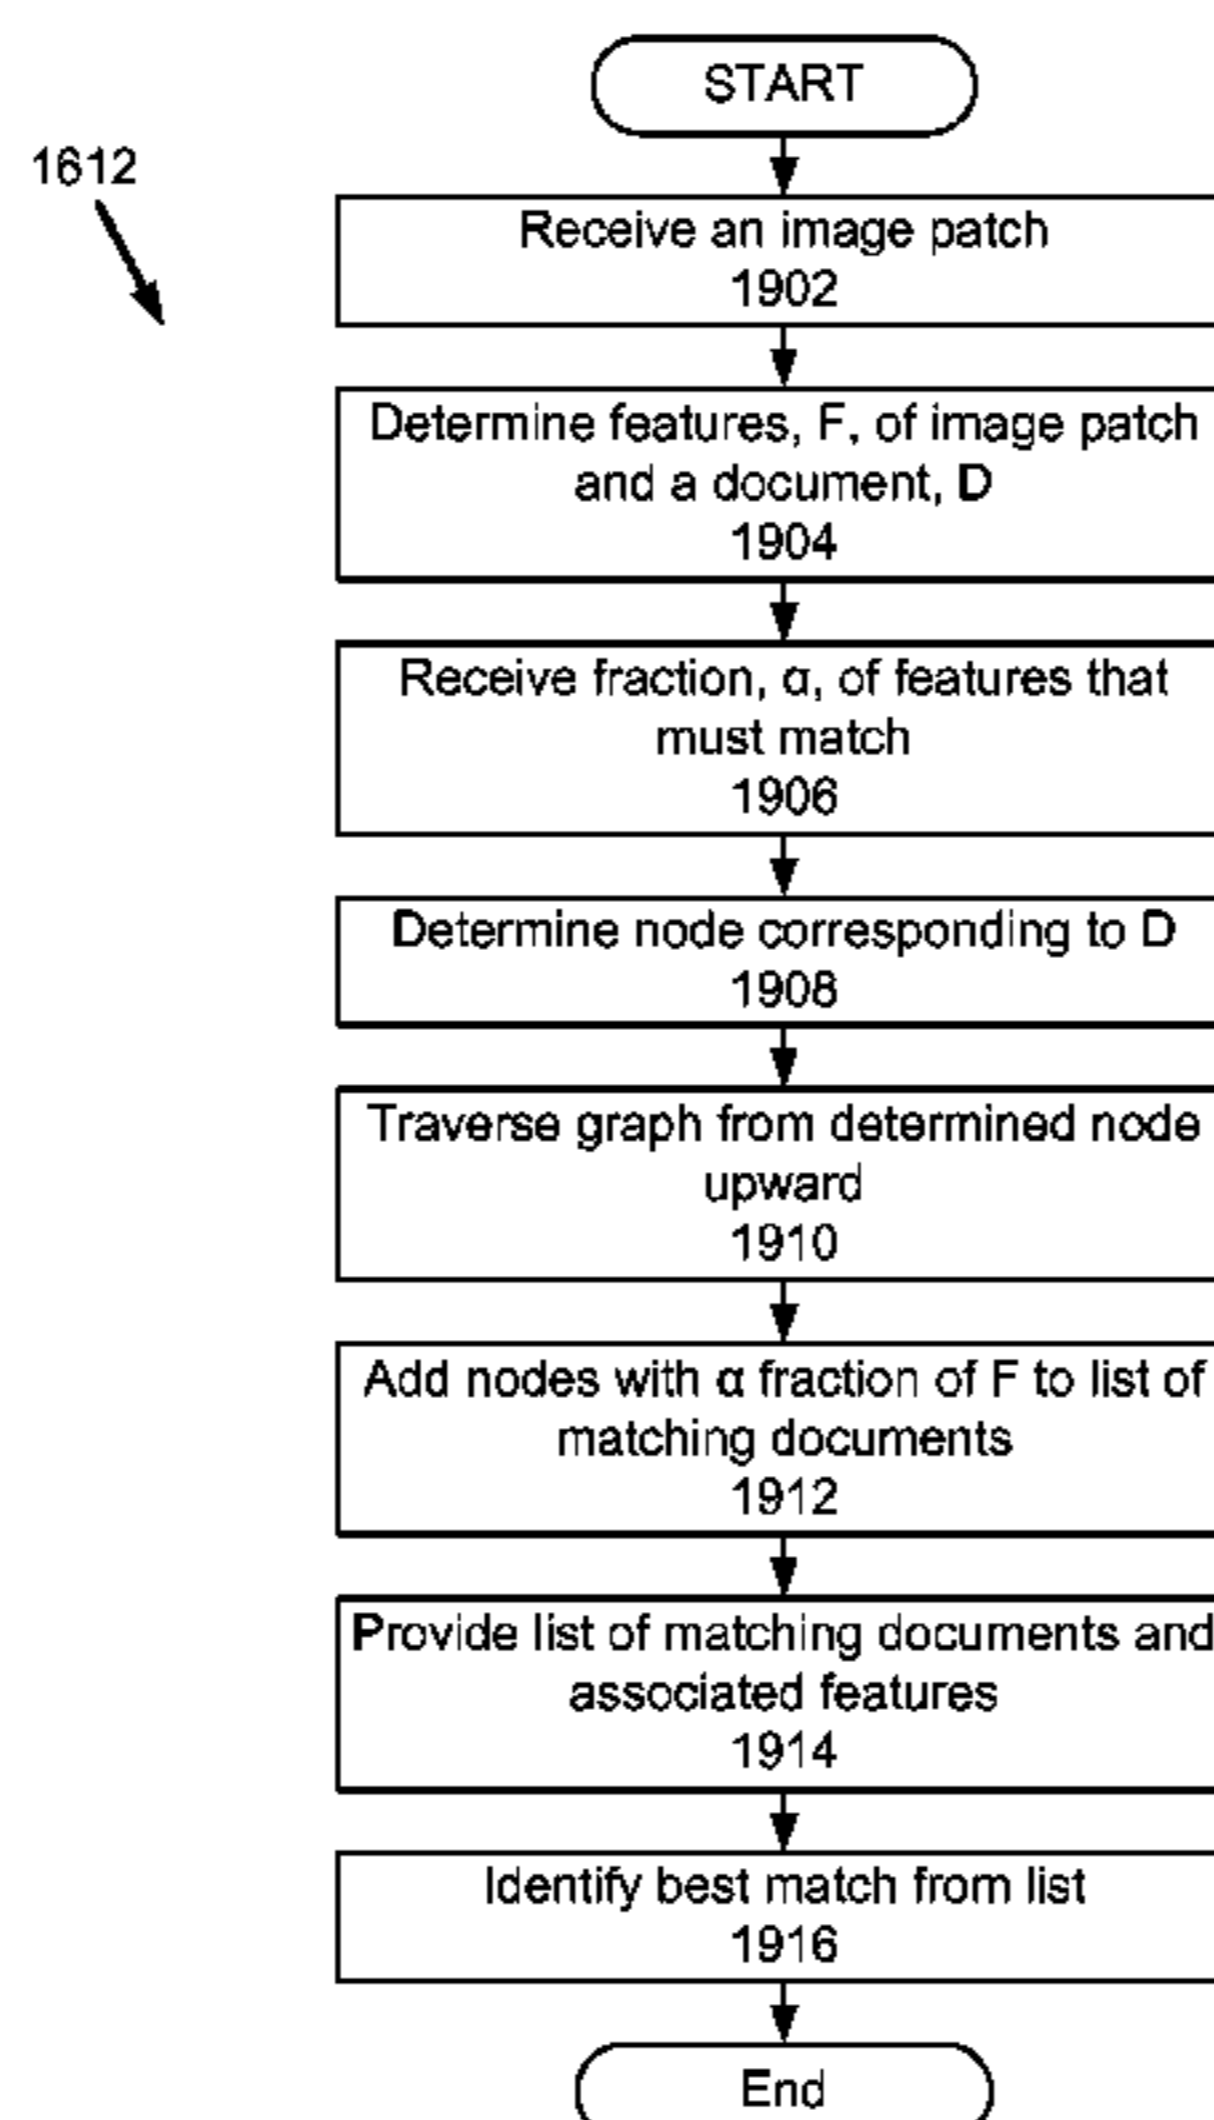 START
1612
Receive an image patch
1902
Determine features, F, of image patch
and a document, D
1904
Receive fraction, α, of features that
must match
1906
Determine node corresponding to D
1908
Traverse graph from determined node
upward
1910
Add nodes with α fraction of F to list of
matching documents
1912
Provide list of matching documents and
associated features
1914
Identify best match from list
1916
End